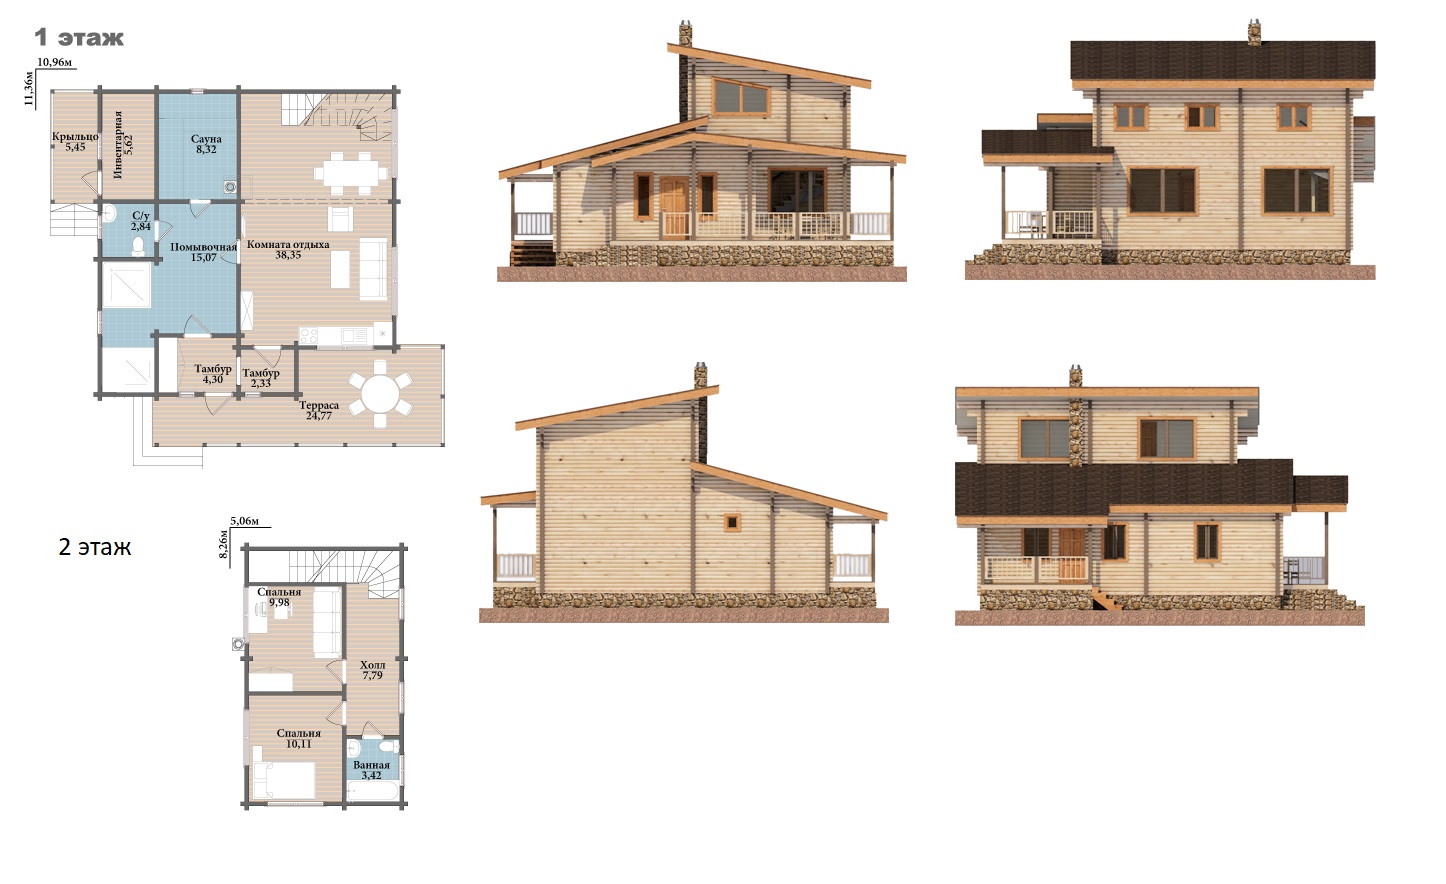 1 этаж
10,96м
11,36м
Крыльцо
5,45
Инвентарная
5,62
Сауна
8,32
С/у
2,84
Помывочная
15,07
Комната отдыха
38,35
Тамбур
4,30
Тамбур
2,33
Терраса
24,77
2 этаж
5,06м
8,26м
Спальня
9,98
Холл
7,79
Спальня
10,11
Ванная
3,42